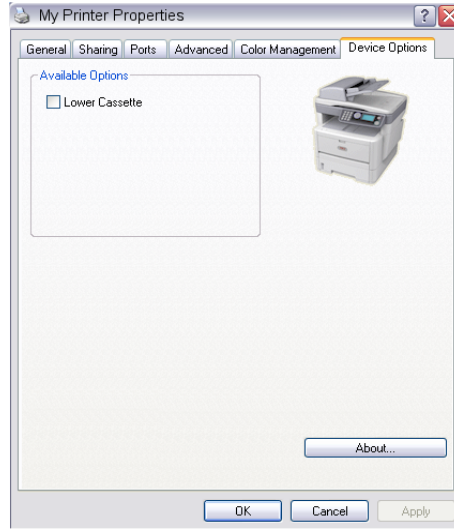 My Printer Properties
General Sharing Ports Advanced Color Management Device Options
Available Options
Lower Cassette
About...
OK Cancel Apply